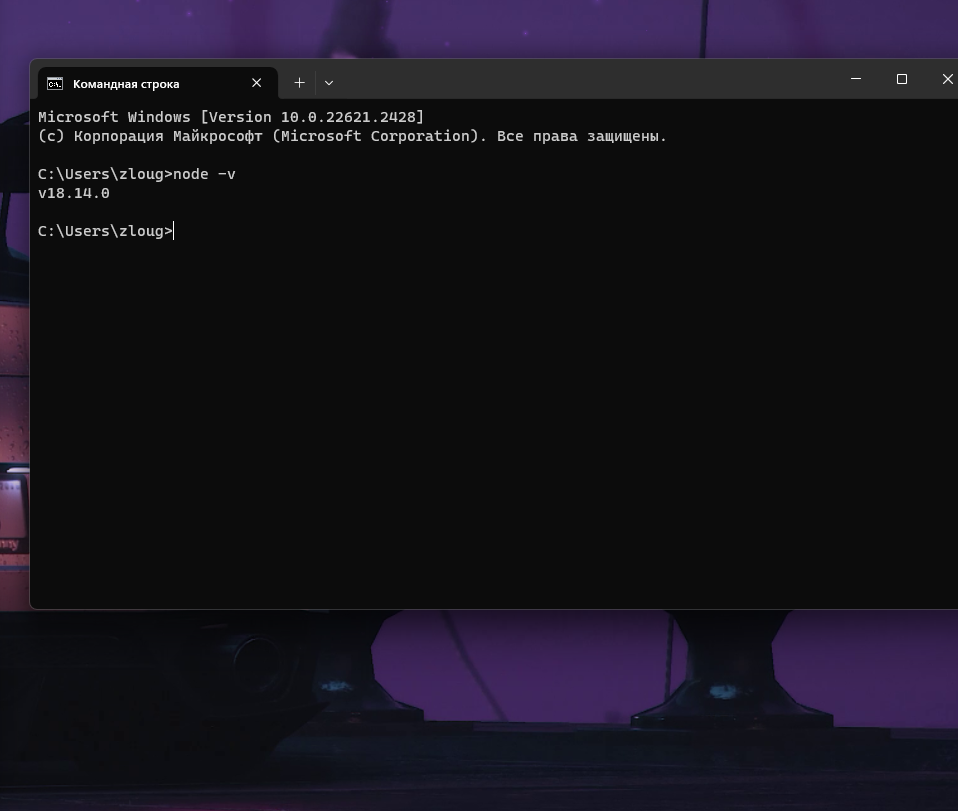 Командная строка
Microsoft Windows [Version 10.0.22621.2428]
(c) Корпорация Майкрософт (Microsoft Corporation). Все права защищены.
C:\Users\zloug>node -v
v18.14.0
C:\Users\zloug>